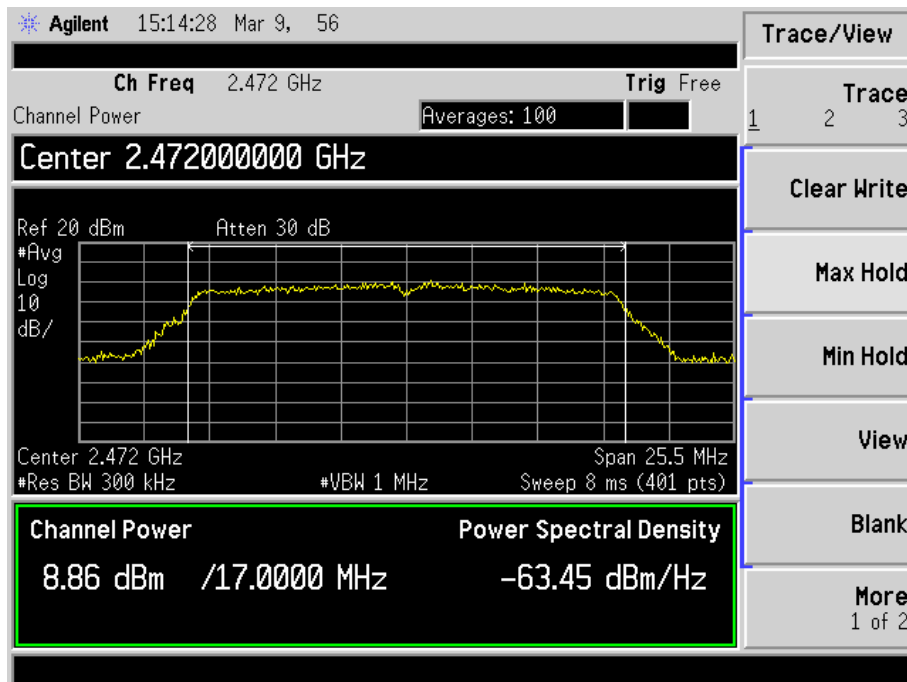 Agilent 15:14:28 Mar 9, 56
Trace/View
Ch Freq 2.472 GHz Trig Free
Channel Power Averages: 100
Center 2.472000000 GHz
Ref 20 dBm Atten 30 dB
#Avg
Log
10
dB/
Center 2.472 GHz Span 25.5 MHz
#Res BW 300 kHz #VBW 1 MHz Sweep 8 ms (401 pts)
Channel Power Power Spectral Density
8.86 dBm /17.0000 MHz -63.45 dBm/Hz
Trace
1 2 3
Clear Write
Max Hold
Min Hold
View
Blank
More
1 of 2